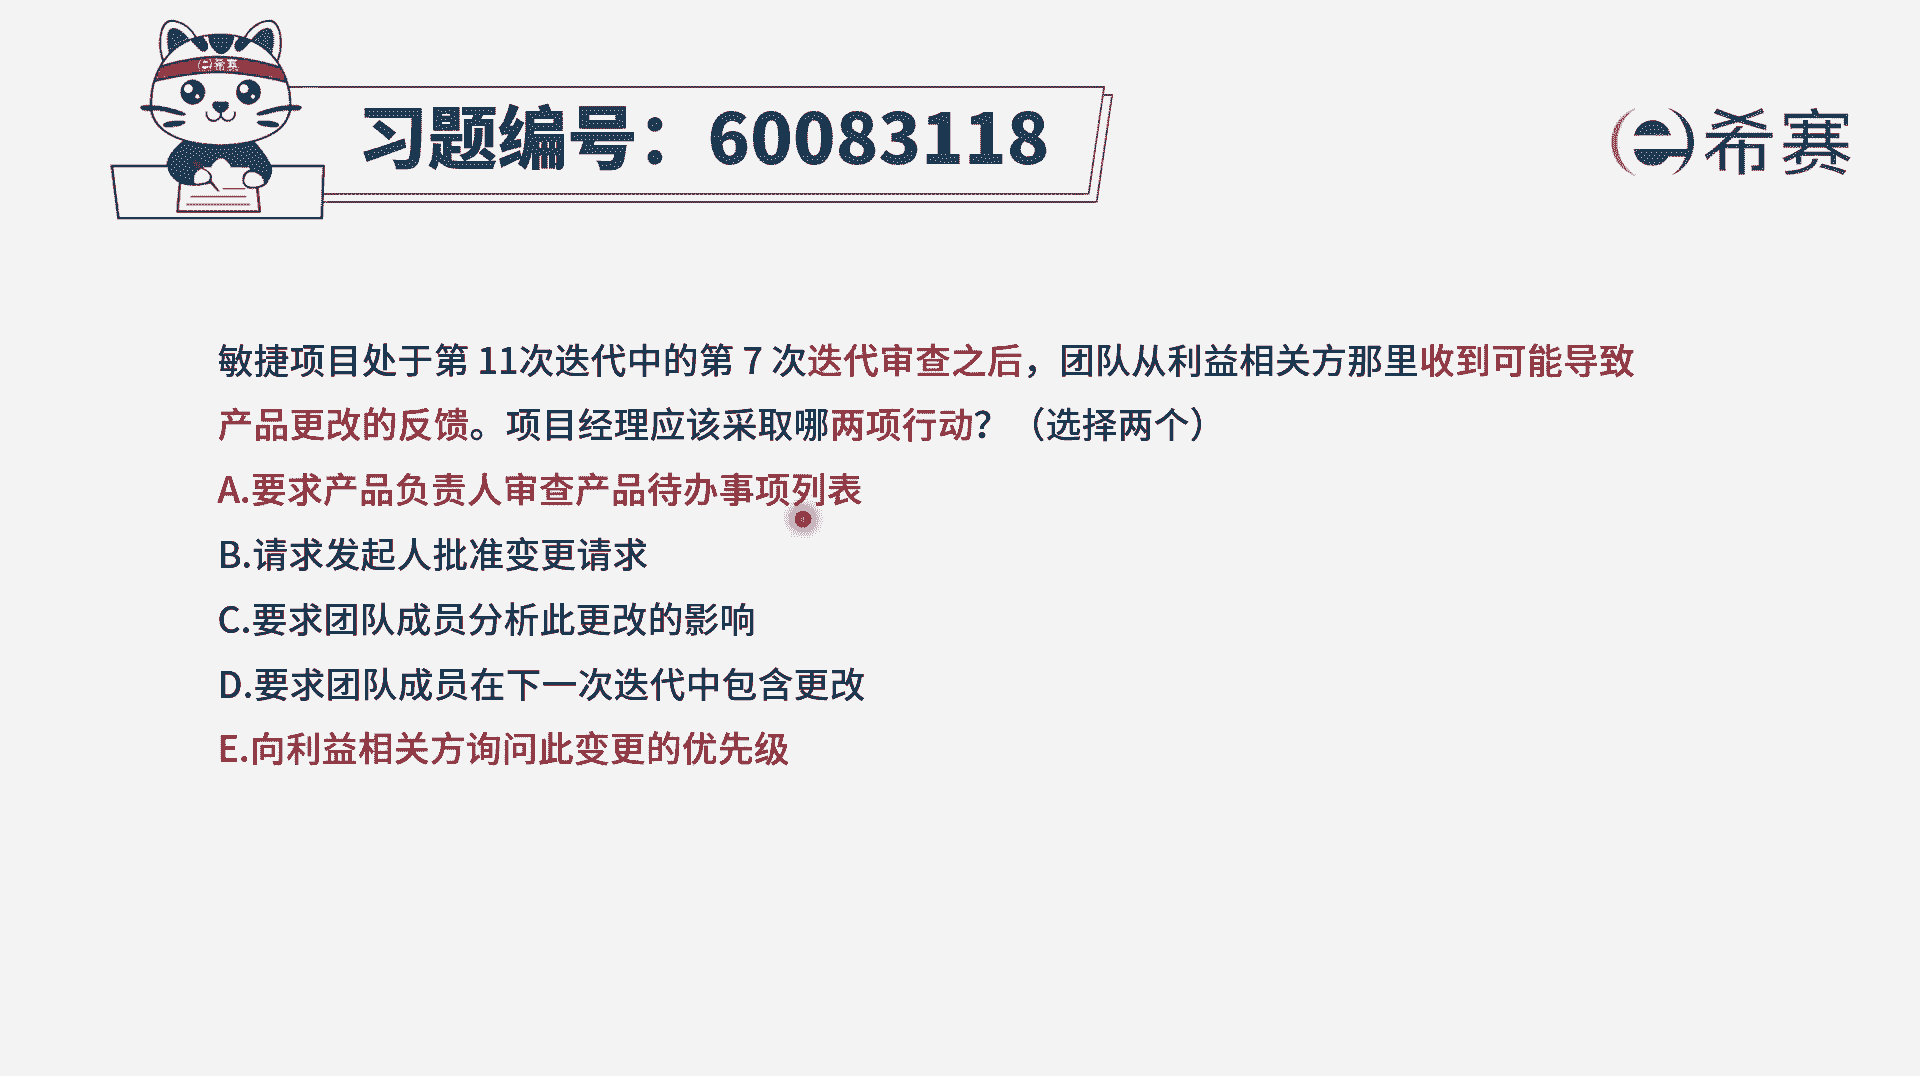 希赛
习题编号：60083118
希赛
敏捷项目处于第 11次迭代中的第 7 次迭代审查之后，团队从利益相关方那里收到可能导致
产品更改的反馈。项目经理应该采取哪两项行动？（选择两个）
A.要求产品负责人审查产品待办事项列表
B.请求发起人批准变更请求
C.要求团队成员分析此更改的影响
D.要求团队成员在下一次迭代中包含更改
E.向利益相关方询问此变更的优先级